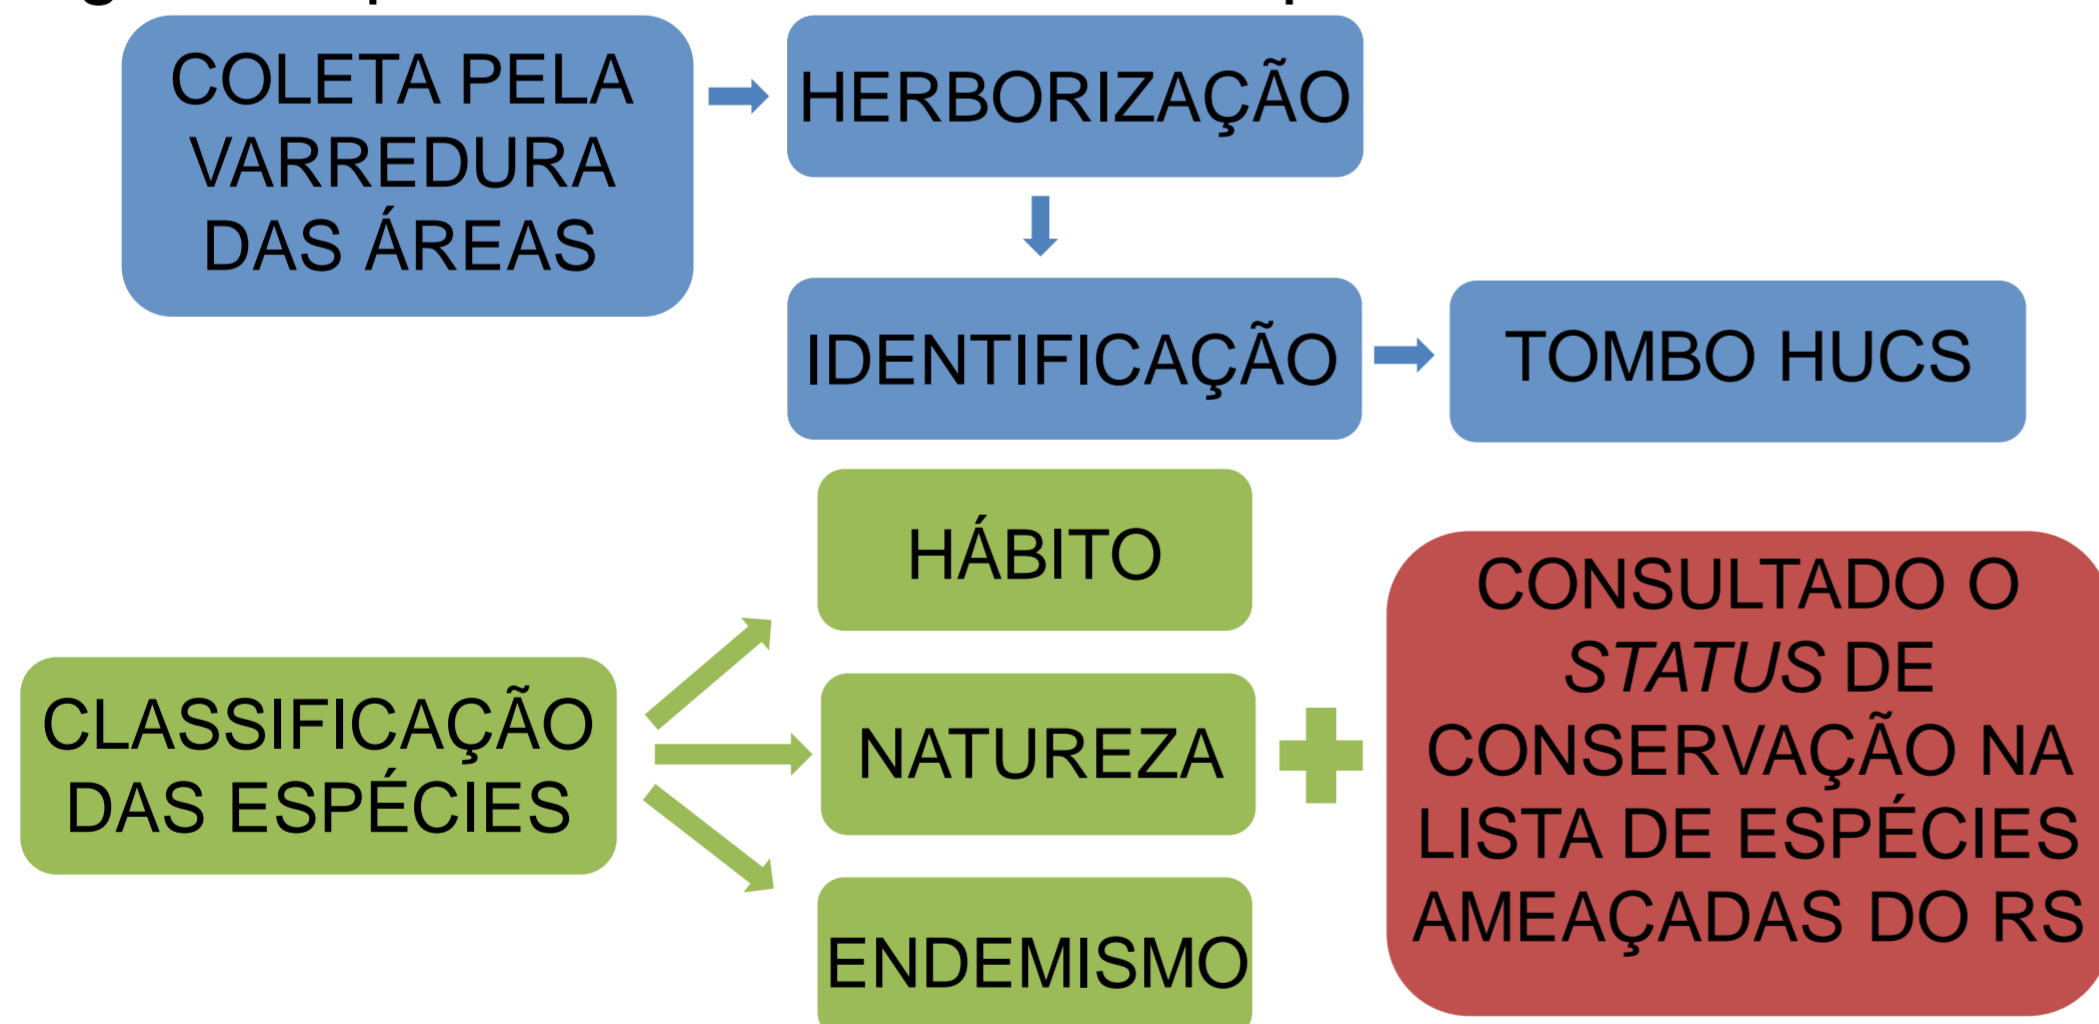 COLETA PELA
VARREDURA
DAS ÁREAS
HERBORIZAÇÃO
IDENTIFICAÇÃO
TOMBO HUCS
CLASSIFICAÇÃO
DAS ESPÉCIES
HÁBITO
NATUREZA
ENDEMISMO
CONSULTADO O
STATUS DE
CONSERVAÇÃO NA
LISTA DE ESPÉCIES
AMEAÇADAS DO RS